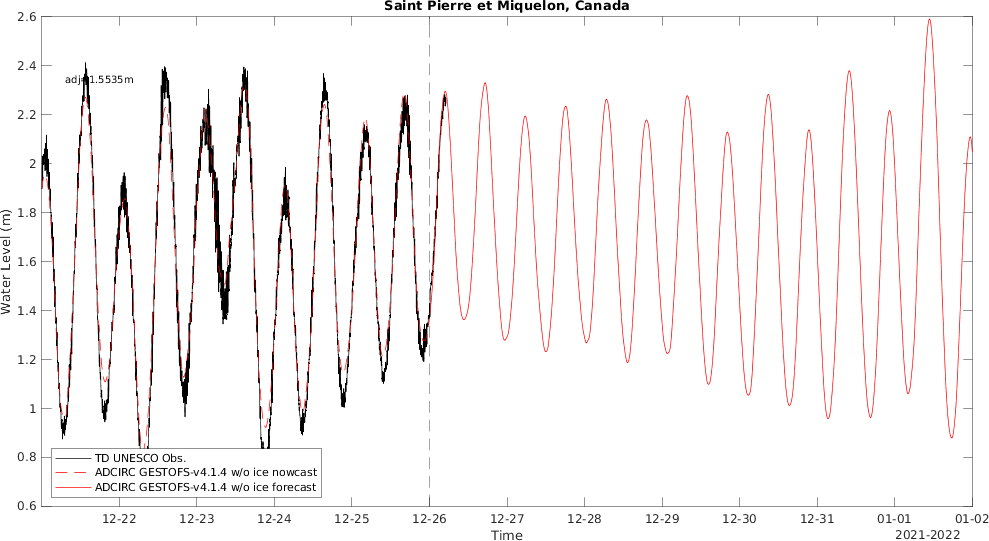 Saint Pierre et Miquelon, Canada
2.6
2.4
2.2
2
1.8
1.6
1.4
1.2
1
0.8
0.6
Water Level (m)
adj=1.5535m
TD UNESCO Obs.
ADCIRC GESTOFS-v4.1.4 w/o ice nowcast
ADCIRC GESTOFS-v4.1.4 w/o ice forecast
12-22 12-23 12-24 12-25 12-26 12-27 12-28 12-29 12-30 12-31 01-01 01-02
Time
2021-2022